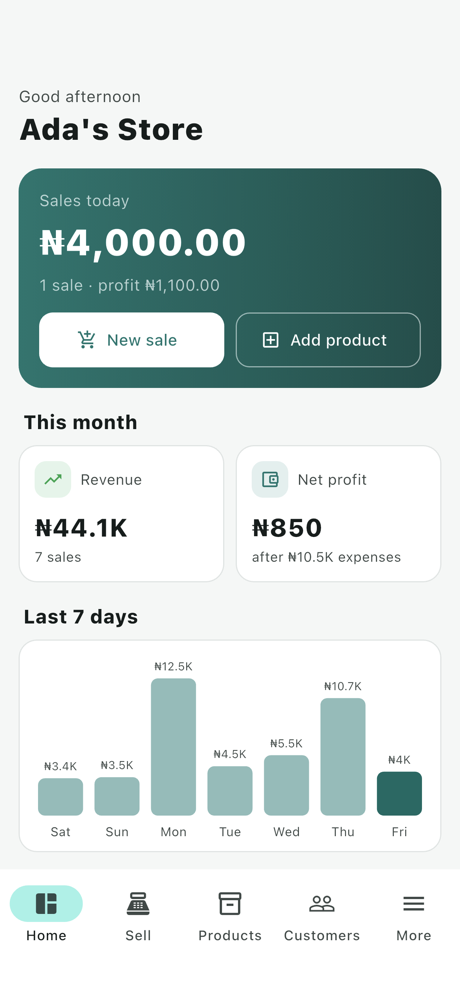 Good afternoon
Ada's Store
Sales today
₦4,000.00
1 sale · profit ₦1,100.00
New sale
Add product
This month
Revenue
₦44.1K
7 sales
Net profit
₦850
after ₦10.5K expenses
Last 7 days
₦3.4K
₦3.5K
₦12.5K
₦4.5K
₦5.5K
₦10.7K
₦4K
Sat
Sun
Mon
Tue
Wed
Thu
Fri
Home
Sell
Products
Customers
More